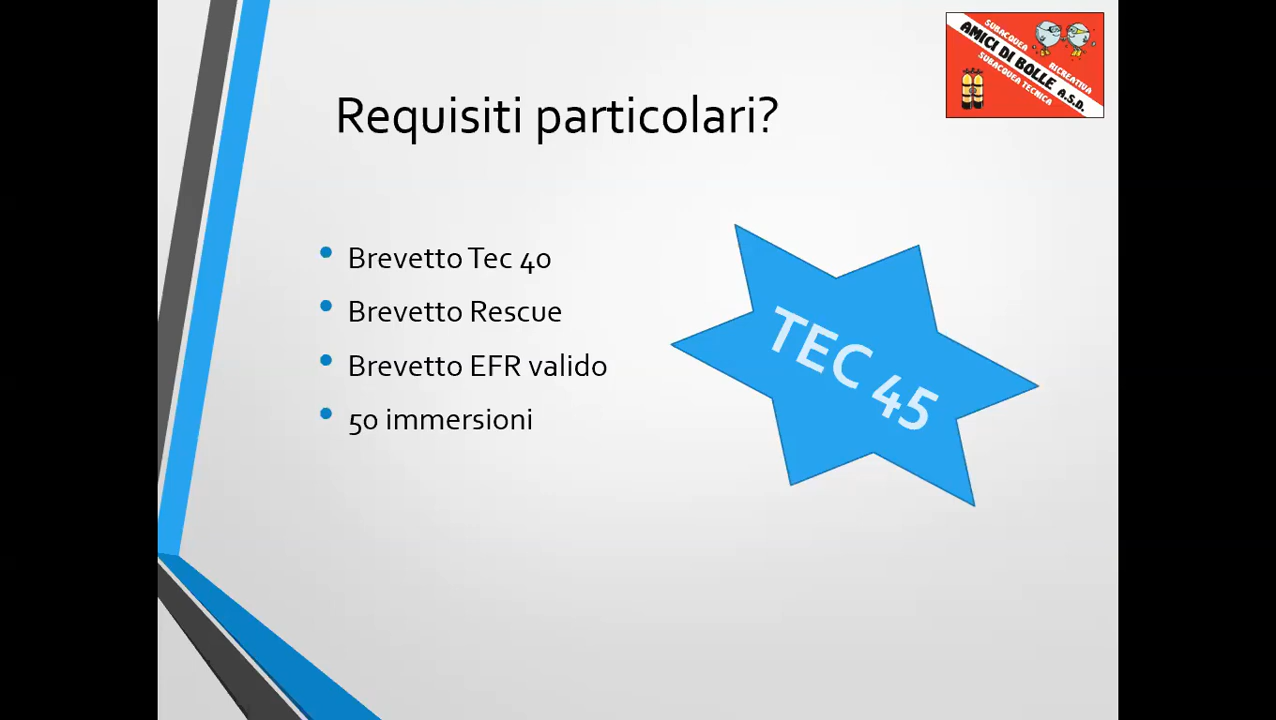 SUBACQUEA RICREATIVA
AMICI DI BOLLE A.S.D.
SUBACQUEA TECNICA
Requisiti particolari?
Brevetto Tec 40
Brevetto Rescue
Brevetto EFR valido
50 immersioni
TEC 45